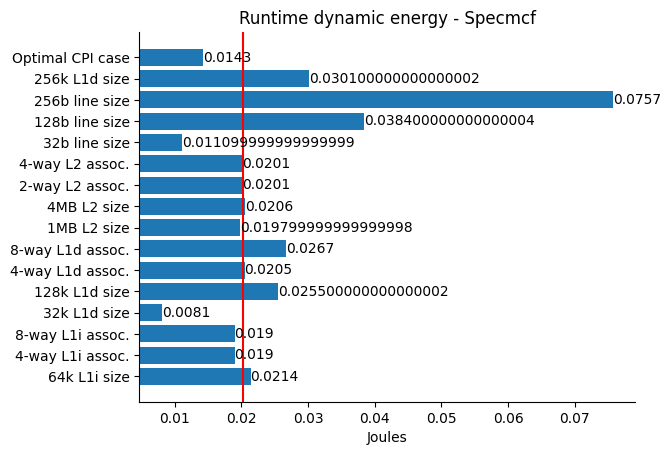 Runtime dynamic energy - Specmcf
Optimal CPI case 0.0143
256k L1d size 0.030100000000000002
256b line size 0.0757
128b line size 0.038400000000000004
32b line size 0.011099999999999999
4-way L2 assoc. 0.0201
2-way L2 assoc. 0.0201
4MB L2 size 0.0206
1MB L2 size 0.019799999999999998
8-way L1d assoc. 0.0267
4-way L1d assoc. 0.0205
128k L1d size 0.025500000000000002
32k L1d size 0.0081
8-way L1i assoc. 0.019
4-way L1i assoc. 0.019
64k L1i size 0.0214
0.01 0.02 0.03 0.04 0.05 0.06 0.07
Joules